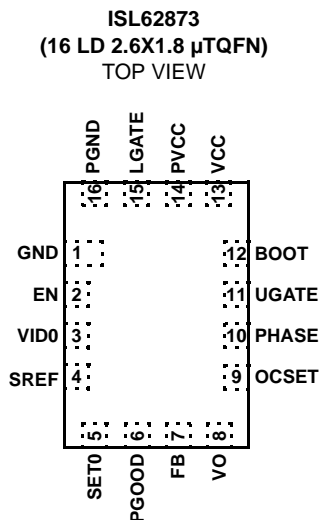 ISL62873
(16 LD 2.6X1.8 µTQFN)
TOP VIEW
16 PGND
15 LGATE
14 PVCC
13 VCC
GND 1
EN 2
VID0 3
SREF 4
12 BOOT
11 UGATE
10 PHASE
9 OCSET
SET0 5
PGOOD 6
FB 7
VO 8